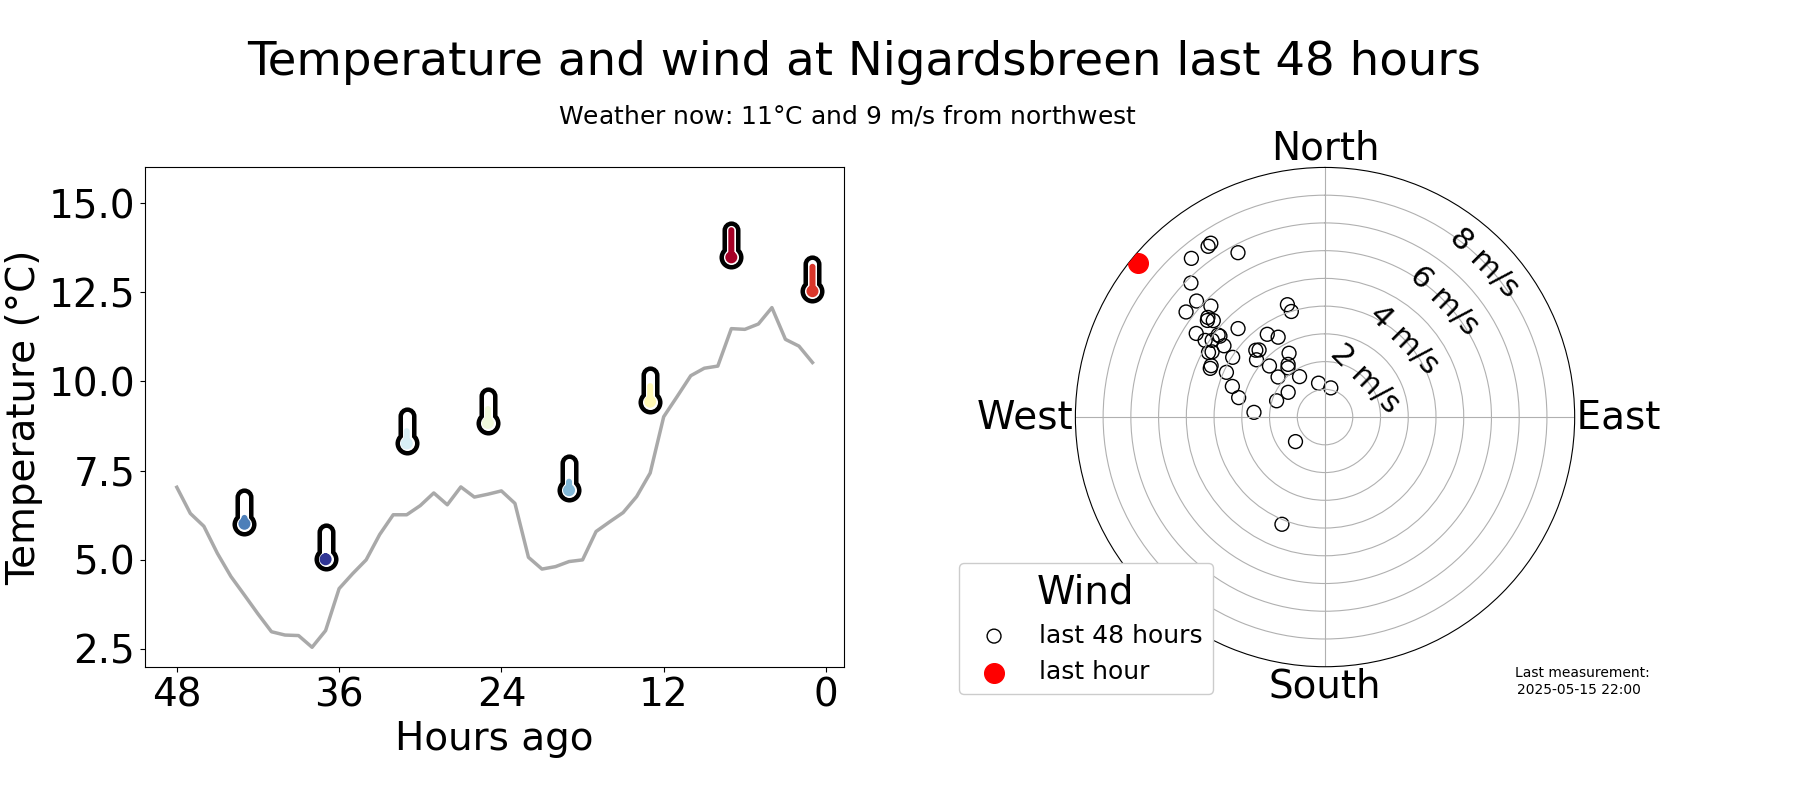 Temperature and wind at Nigardsbreen last 48 hours
Weather now: 11°C and 9 m/s from northwest
Temperature (°C)
15.0
12.5
10.0
7.5
5.0
2.5
48 36 24 12 0
Hours ago
North
West
East
South
8 m/s
6 m/s
4 m/s
2 m/s
Wind
last 48 hours
last hour
Last measurement:
2025-05-15 22:00